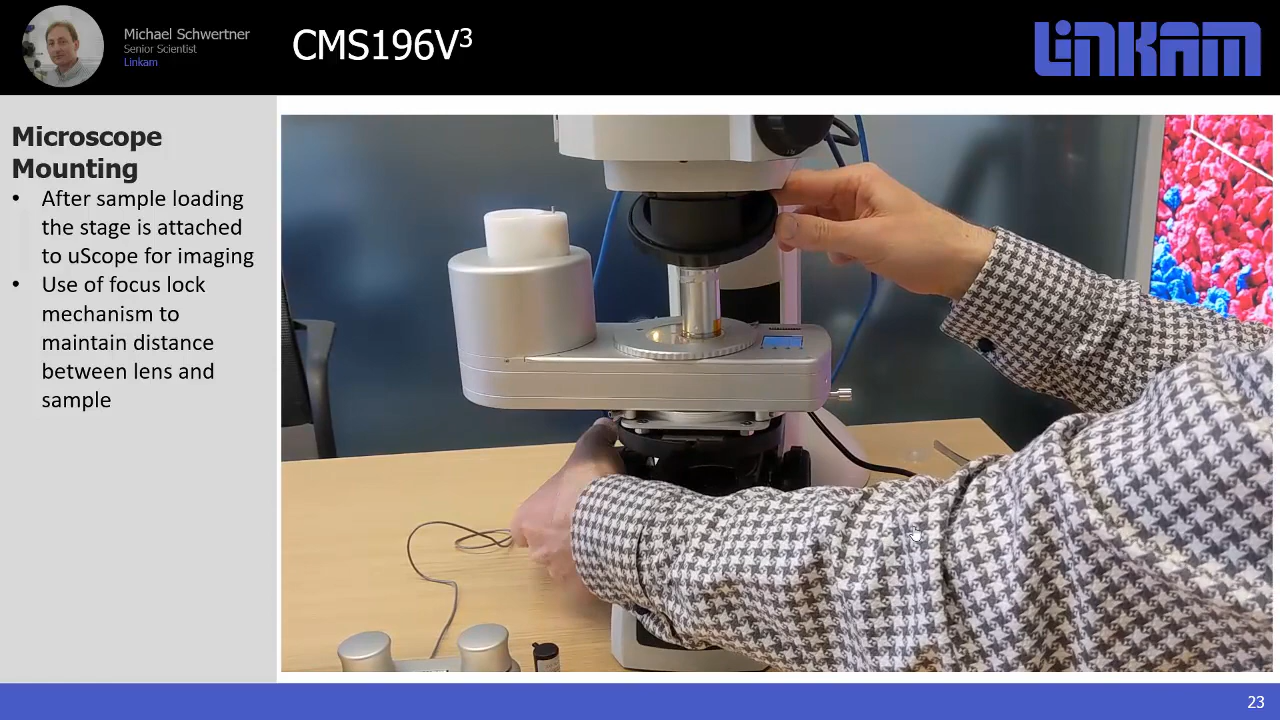 Michael Schwertner
Senior Scientist
Linkam
CMS196V³
LINKAM
Microscope
Mounting
• After sample loading
the stage is attached
to uScope for imaging
• Use of focus lock
mechanism to
maintain distance
between lens and
sample
23